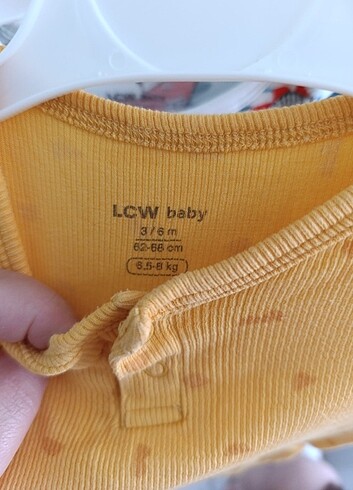 LCW baby
3 / 6 m
62-68 cm
6,5-8 kg